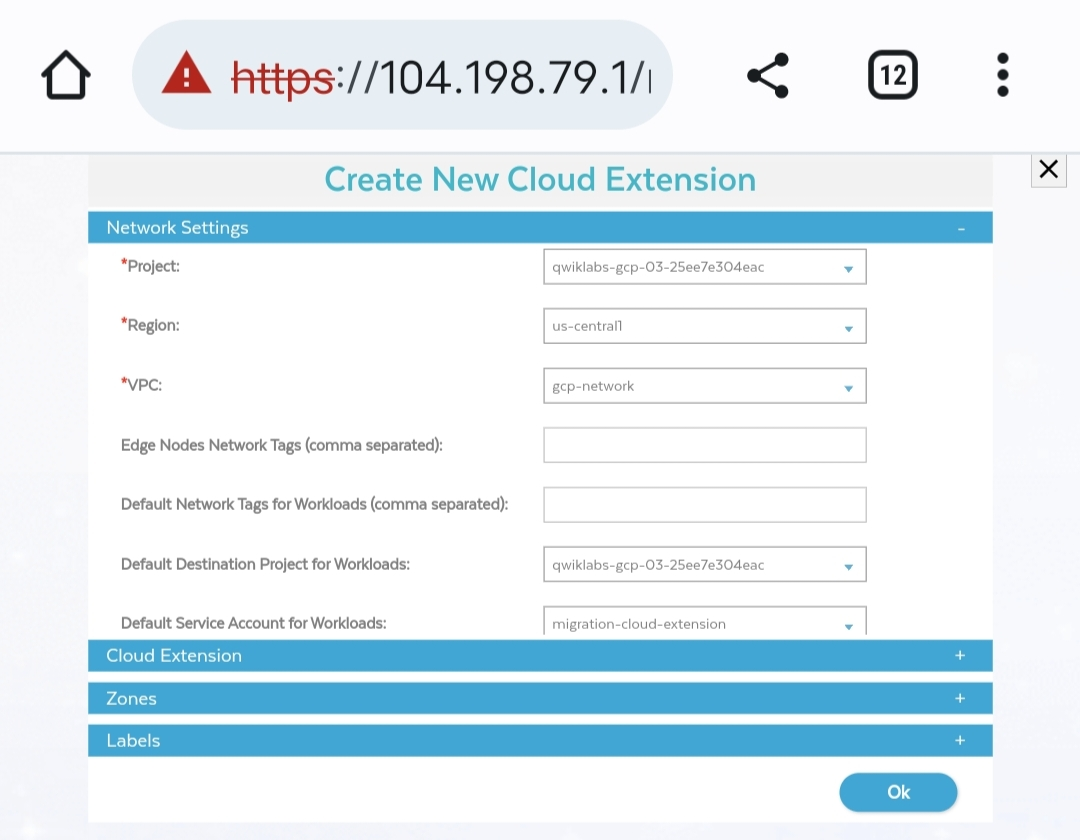 https://104.198.79.1/
12
Create New Cloud Extension
Network Settings -
*Project: qwiklabs-gcp-03-25ee7e304eac
*Region: us-central1
*VPC: gcp-network
Edge Nodes Network Tags (comma separated):
Default Network Tags for Workloads (comma separated):
Default Destination Project for Workloads: qwiklabs-gcp-03-25ee7e304eac
Default Service Account for Workloads: migration-cloud-extension
Cloud Extension +
Zones +
Labels +
Ok